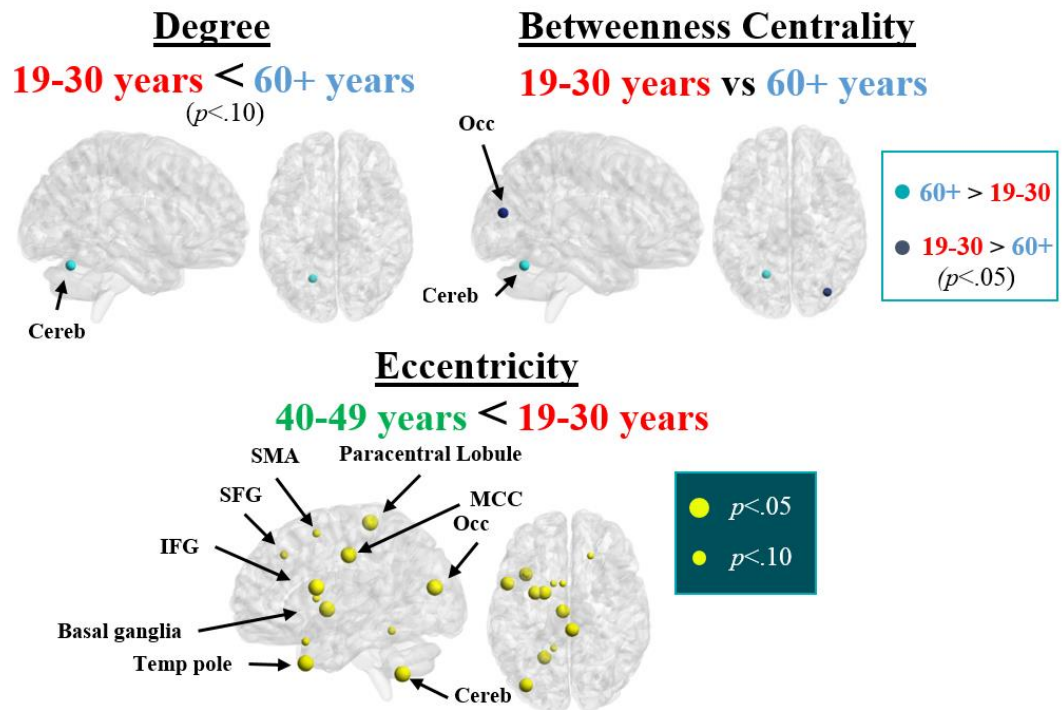 Degree
19-30 years < 60+ years
(p<.10)
Cereb
Betweenness Centrality
19-30 years vs 60+ years
Occ
Cereb
60+ > 19-30
19-30 > 60+
(p<.05)
Eccentricity
40-49 years < 19-30 years
SMA
Paracentral Lobule
SFG
MCC
Occ
IFG
Basal ganglia
Temp pole
Cereb
p<.05
p<.10